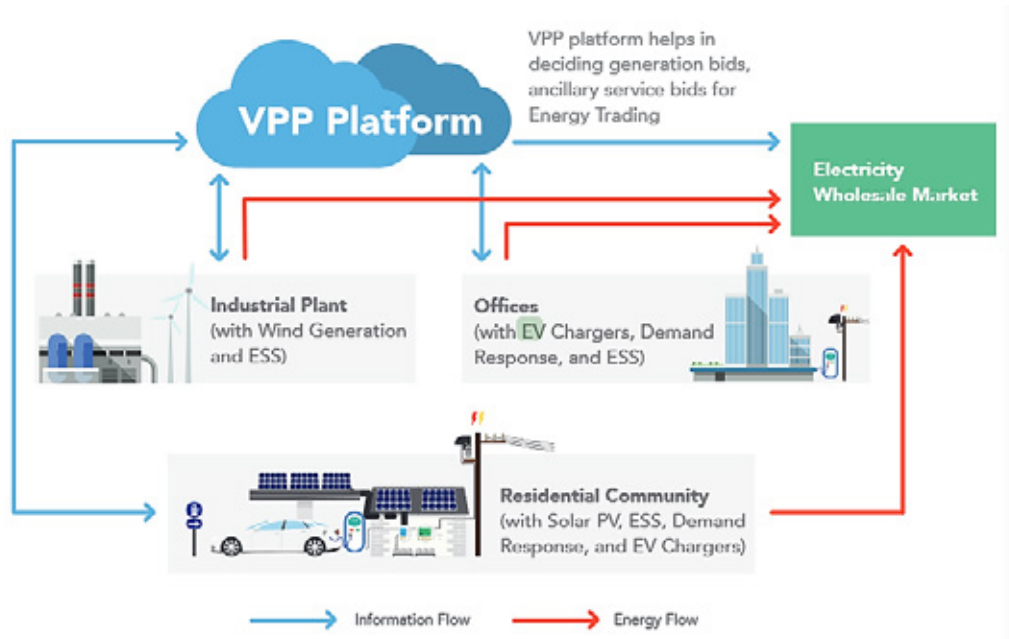 VPP platform helps in
deciding generation bids,
ancillary service bids for
Energy Trading
VPP Platform
Electricity
Wholesale Market
Industrial Plant
(with Wind Generation
and ESS)
Offices
(with EV Chargers, Demand
Response, and ESS)
Residential Community
(with Solar PV, ESS, Demand
Response, and EV Chargers)
Information Flow
Energy Flow